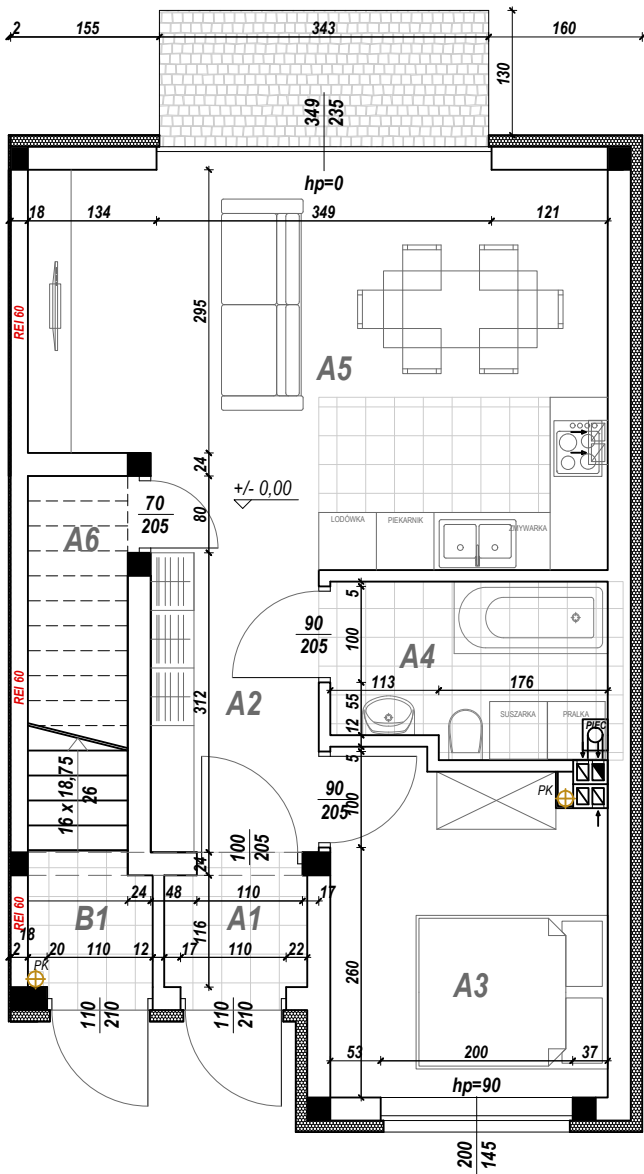 2 155 343 160
130
349
235
hp=0
18 134 349 121
REI 60
295
A5
24
+/- 0,00
70
205
80
A6
LODÓWKA PIEKARNIK ZMYWARKA
5
90
205
100
A4
113 176
55
12
SUSZARKA PRALKA
PIEC
REI 60
312
A2
16 x 18,75
26
5
90
205
100
PK
100
205
24
24 48 110 17
REI 60
B1 A1
116
18
2 20 110 12 17 110 22
PK
260
A3
110
210
110
210
53 200 37
hp=90
200
145